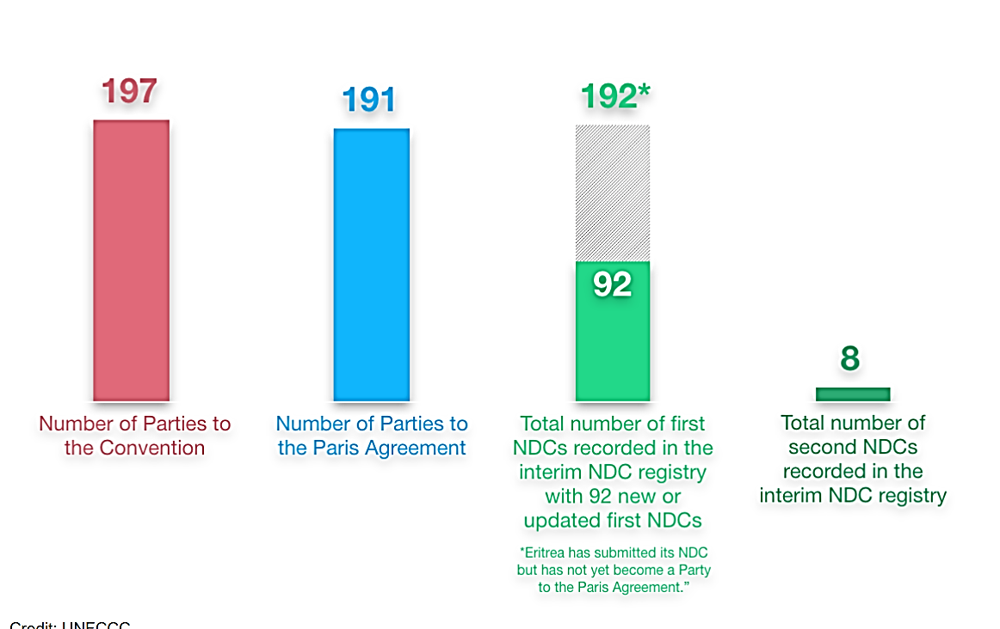 197
Number of Parties to
the Convention
191
Number of Parties to
the Paris Agreement
192*
92
Total number of first
NDCs recorded in the
interim NDC registry
with 92 new or
updated first NDCs
*Eritrea has submitted its NDC
but has not yet become a Party
to the Paris Agreement.”
8
Total number of
second NDCs
recorded in the
interim NDC registry
Credit: UNFCCC